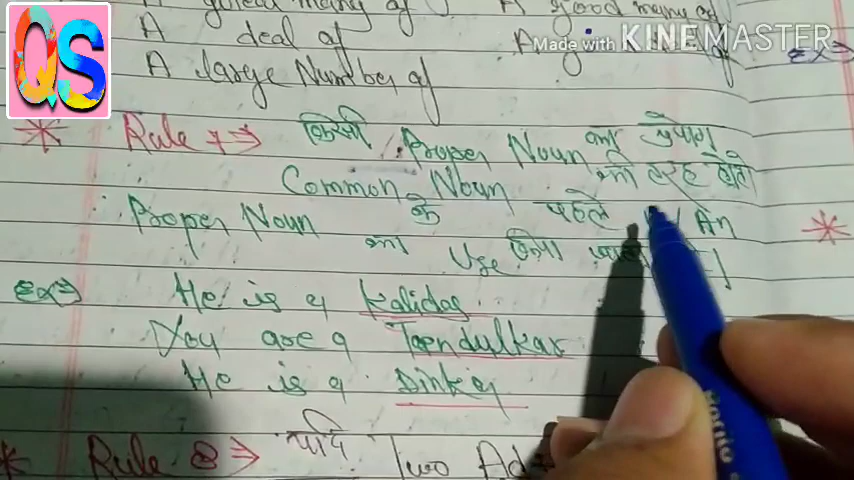 A good many of
A deal of
A large Number of
Made with KINEMASTER
QS
Rule 7 ⇒ किसी Proper Noun का प्रयोग
Common Noun की तरह होतो
Proper Noun के पहले An
का Use किया
Ex⇒ He is a Kalidas
You are a Tendulkar
He is a
Rule 8 ⇒ यदि Two